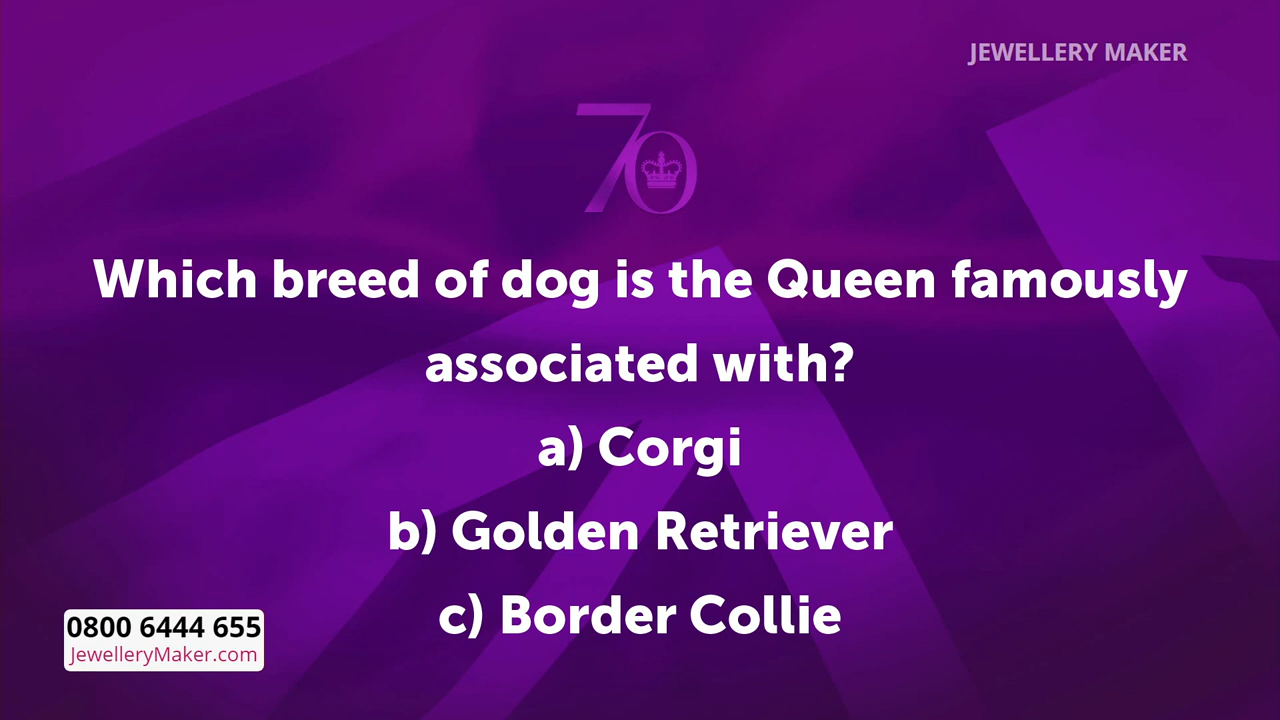 JEWELLERY MAKER
70
Which breed of dog is the Queen famously
associated with?
a) Corgi
b) Golden Retriever
c) Border Collie
0800 6444 655
JewelleryMaker.com